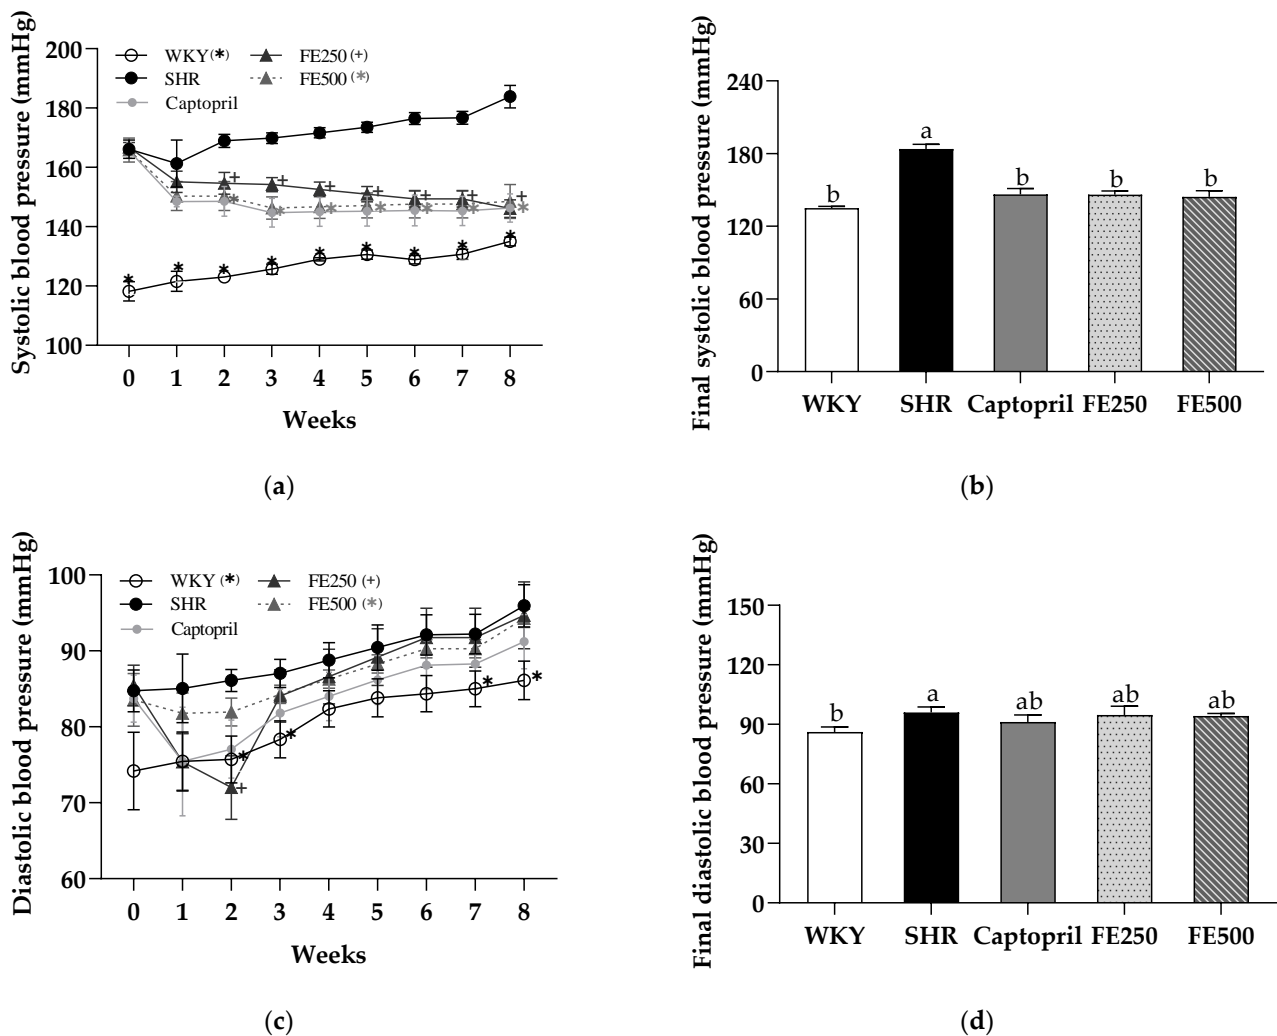 Systolic blood pressure (mmHg)
200
180
160
140
120
100
WKY(*) FE250(+)
SHR FE500(*)
Captopril
+ + + + + + + +
* * * * * * *
* * * * * * * * *
0 1 2 3 4 5 6 7 8
Weeks
(a)
Final systolic blood pressure (mmHg)
240
180
120
60
0
b a b b b
WKY SHR Captopril FE250 FE500
(b)
Diastolic blood pressure (mmHg)
100
90
80
70
60
WKY (*) FE250 (+)
SHR FE500 (*)
Captopril
* * * *
+
0 1 2 3 4 5 6 7 8
Weeks
(c)
Final diastolic blood pressure (mmHg)
150
120
90
60
30
0
b a ab ab ab
WKY SHR Captopril FE250 FE500
(d)